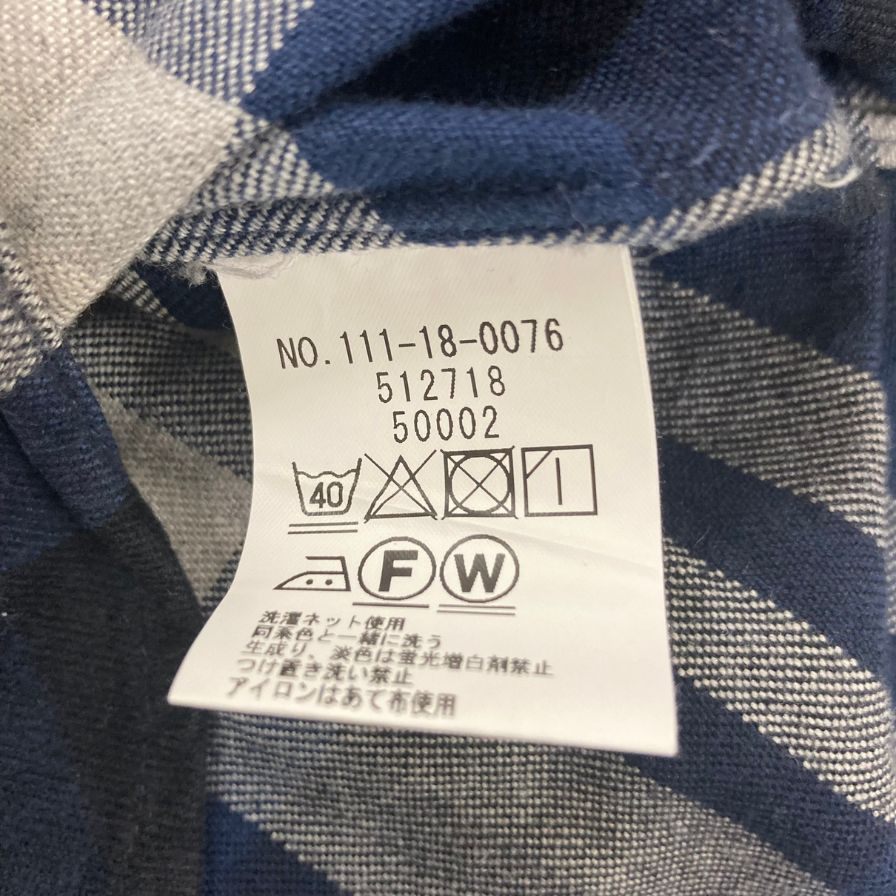 NO.111-18-0076
512718
50002
40
F W
洗濯ネット使用
同系色と一緒に洗う
生成り、淡色は蛍光増白剤禁止
つけ置き洗い禁止
アイロンはあて布使用